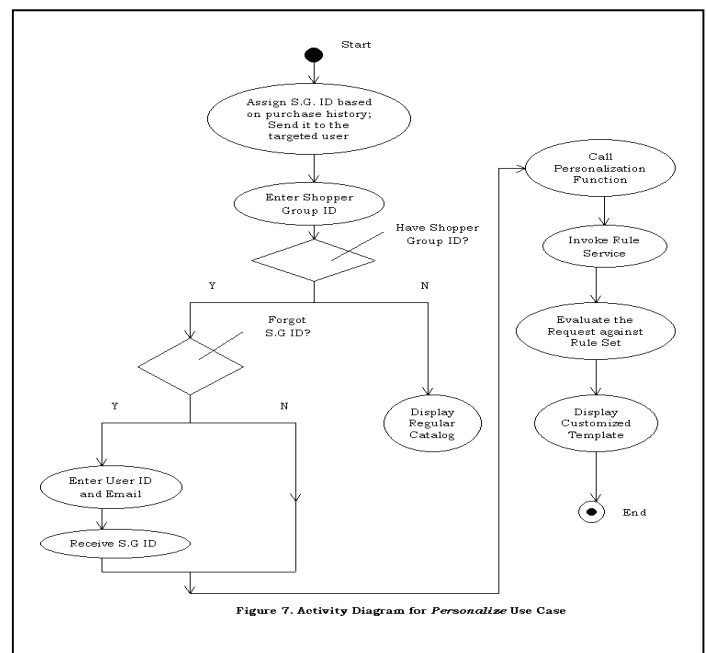 Start
Assign S.G. ID based
on purchase history;
Send it to the
targeted user
Enter Shopper
Group ID
Have Shopper
Group ID?
Y
N
Forgot
S.G ID?
Y
N
Display
Regular
Catalog
Enter User ID
and Email
Receive S.G ID
Call
Personalization
Function
Invoke Rule
Service
Evaluate the
Request against
Rule Set
Display
Customized
Template
End
Figure 7. Activity Diagram for Personalize Use Case